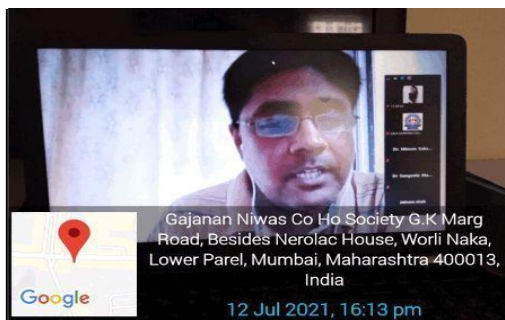 Gajanan Niwas Co Ho Society G.K Marg
Road, Besides Nerolac House, Worli Naka,
Lower Parel, Mumbai, Maharashtra 400013,
India
Google
12 Jul 2021, 16:13 pm